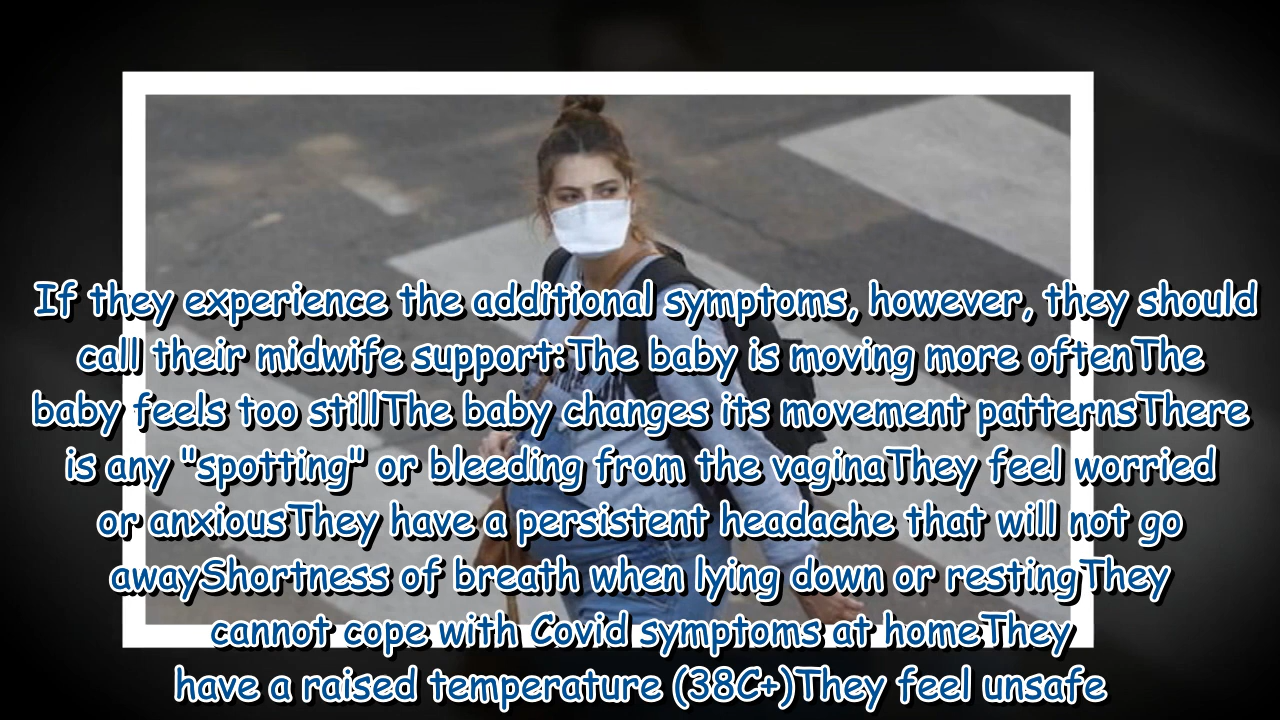 If they experience the additional symptoms, however, they should
call their midwife support:The baby is moving more oftenThe
baby feels too stillThe baby changes its movement patternsThere
is any "spotting" or bleeding from the vaginaThey feel worried
or anxiousThey have a persistent headache that will not go
awayShortness of breath when lying down or restingThey
cannot cope with Covid symptoms at homeThey
have a raised temperature (38C+)They feel unsafe